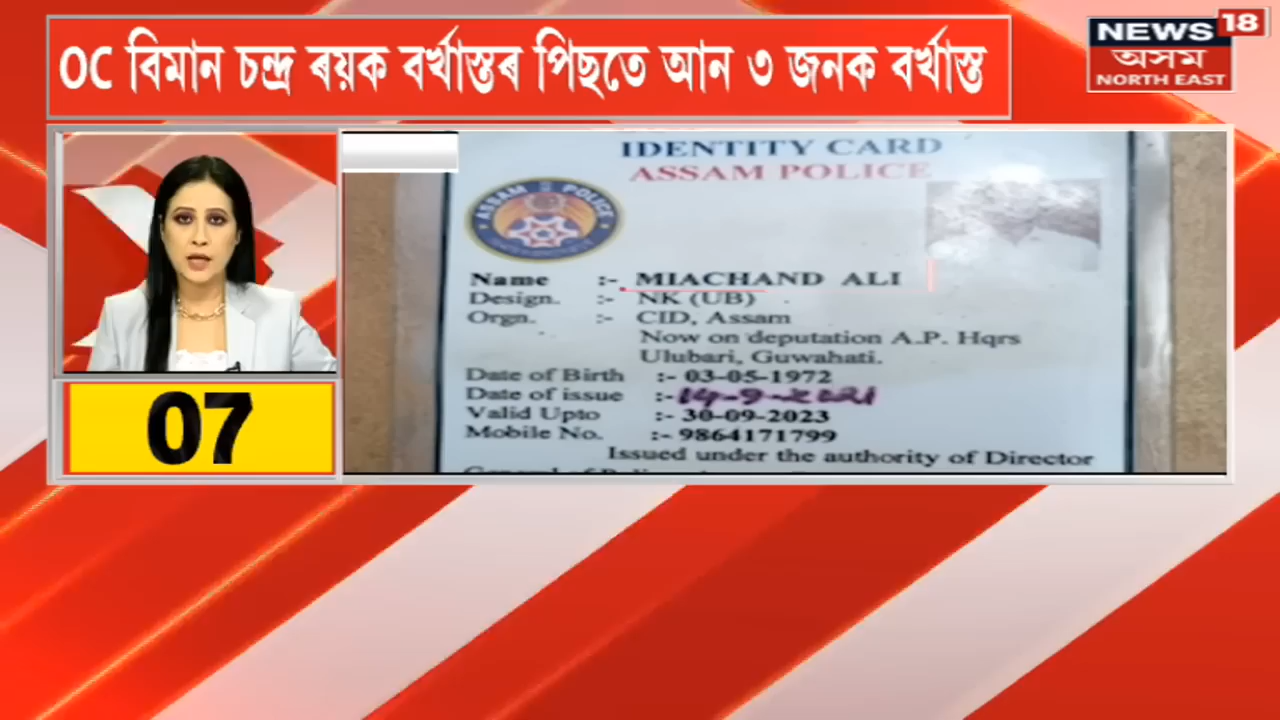 OC বিমান চন্দ্ৰ ৰয়ক বৰ্খাস্তৰ পিছতে আন ৩ জনক বৰ্খাস্ত
NEWS 18
অসম
NORTH EAST
IDENTITY CARD
ASSAM POLICE
ASSAM POLICE
Name :- MIACHAND ALI
Design. :- NK (UB)
Orgn. :- CID, Assam
Now on deputation A.P. Hqrs
Ulubari, Guwahati.
Date of Birth :- 03-05-1972
Date of issue :- 14-9-2021
Valid Upto :- 30-09-2023
Mobile No. :- 9864171799
Issued under the authority of Director
07